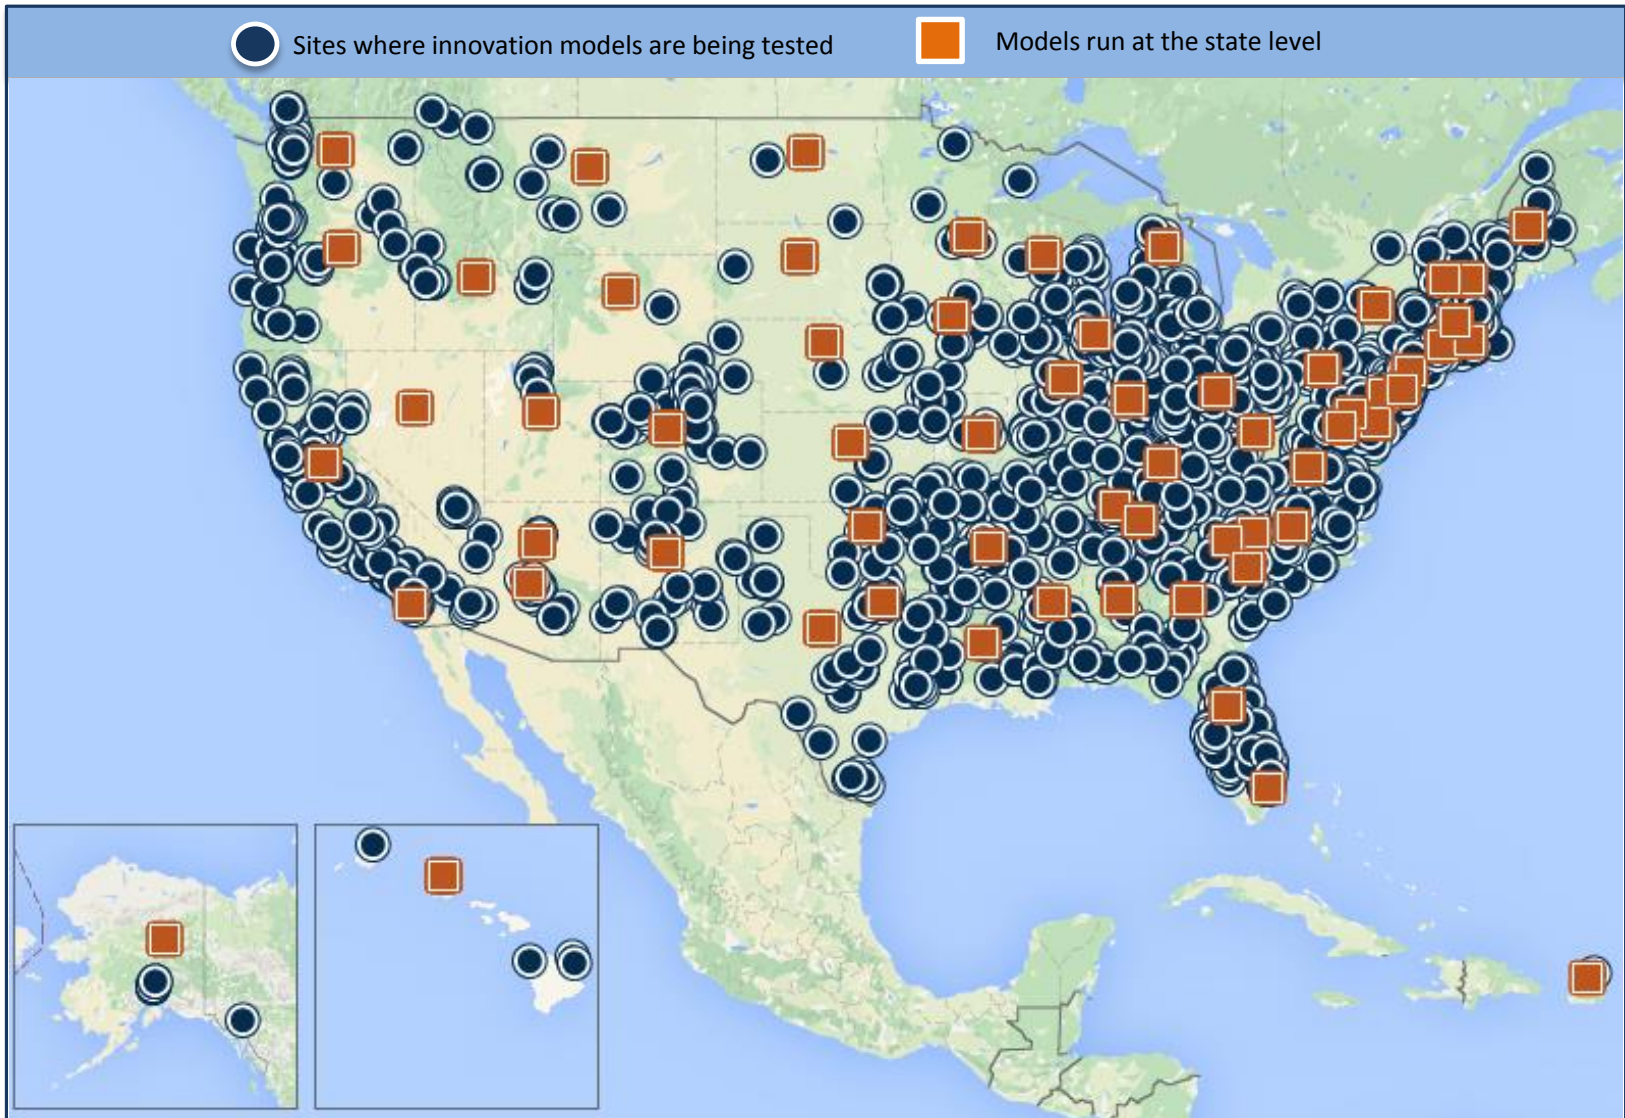 Sites where innovation models are being tested
Models run at the state level